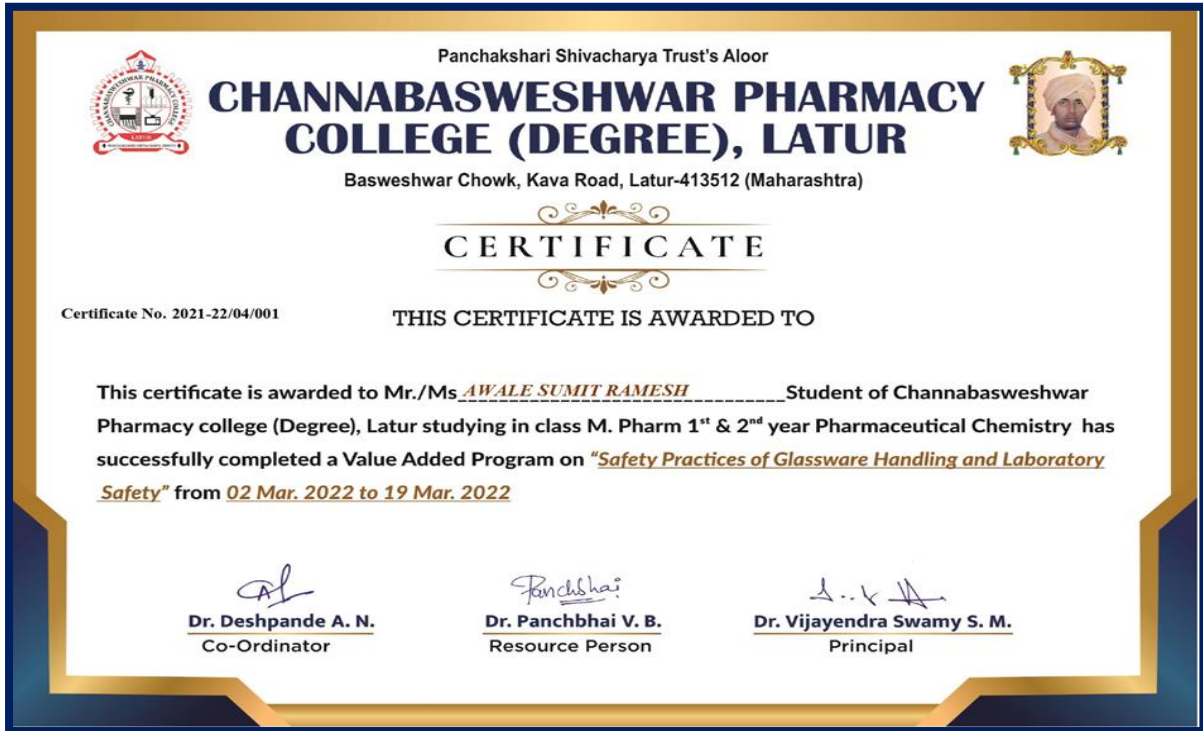 Panchakshari Shivacharya Trust's Aloor
CHANNABASWESHWAR PHARMACY
COLLEGE (DEGREE), LATUR
Basweshwar Chowk, Kava Road, Latur-413512 (Maharashtra)
CHANNABASWESHWAR PHARMACY COLLEGE
LATUR
CERTIFICATE
Certificate No. 2021-22/04/001
THIS CERTIFICATE IS AWARDED TO
This certificate is awarded to Mr./Ms AWALE SUMIT RAMESH Student of Channabasweshwar
Pharmacy college (Degree), Latur studying in class M. Pharm 1st & 2nd year Pharmaceutical Chemistry has
successfully completed a Value Added Program on “Safety Practices of Glassware Handling and Laboratory
Safety” from 02 Mar. 2022 to 19 Mar. 2022
Panchbhai
Dr. Deshpande A. N. Dr. Panchbhai V. B. Dr. Vijayendra Swamy S. M.
Co-Ordinator Resource Person Principal